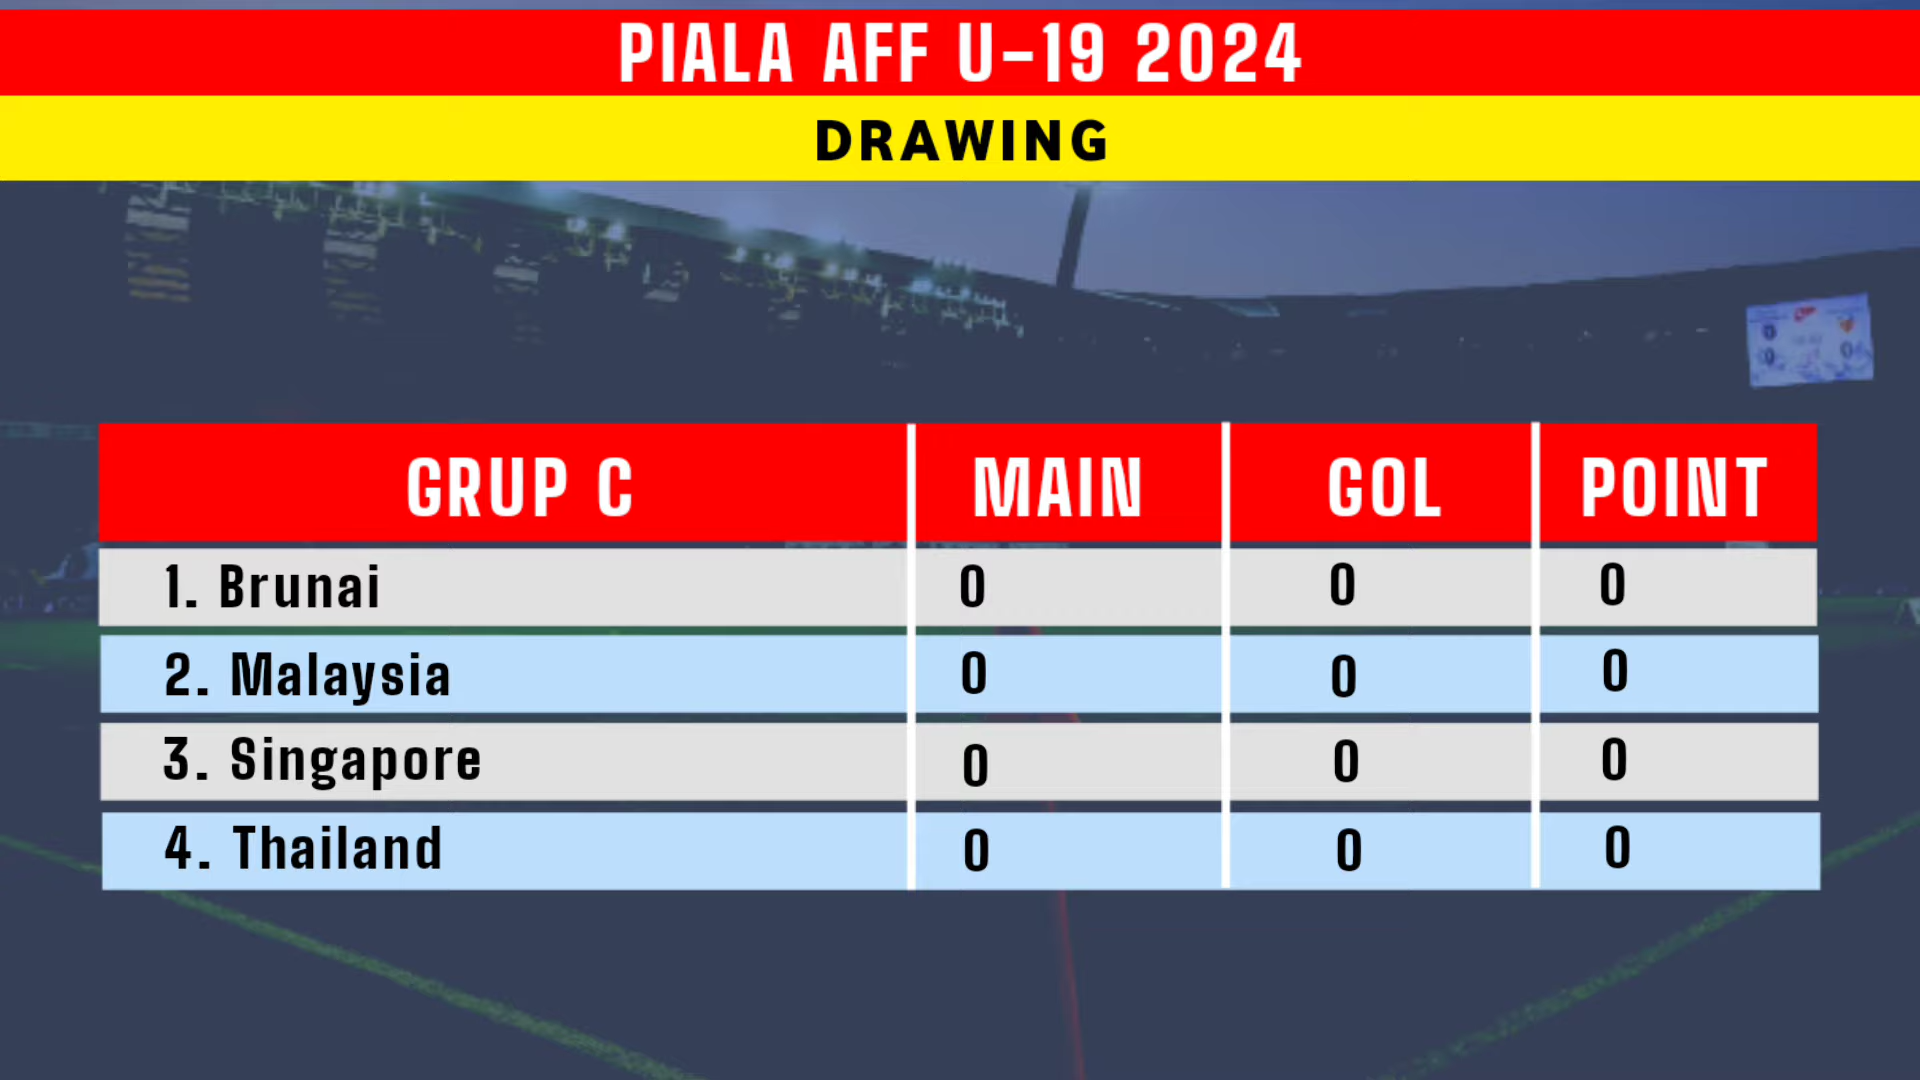 PIALA AFF U-19 2024
DRAWING
GRUP C MAIN GOL POINT
1. Brunai 0 0 0
2. Malaysia 0 0 0
3. Singapore 0 0 0
4. Thailand 0 0 0